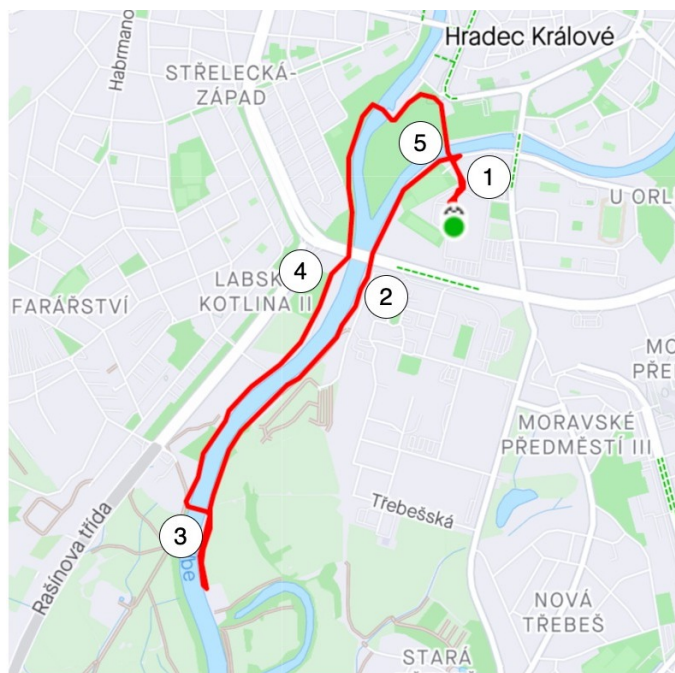 Hradec Králové
Habrmano
STŘELECKÁ-
ZÁPAD
5
1
U ORL
LABSK
KOTLINA II
4
2
FARÁŘSTVÍ
MO
PŘE
MORAVSKÉ
PŘEDMĚSTÍ III
Třebešská
Rašínova třída
3
be
NOVÁ
TŘEBEŠ
STARÁ